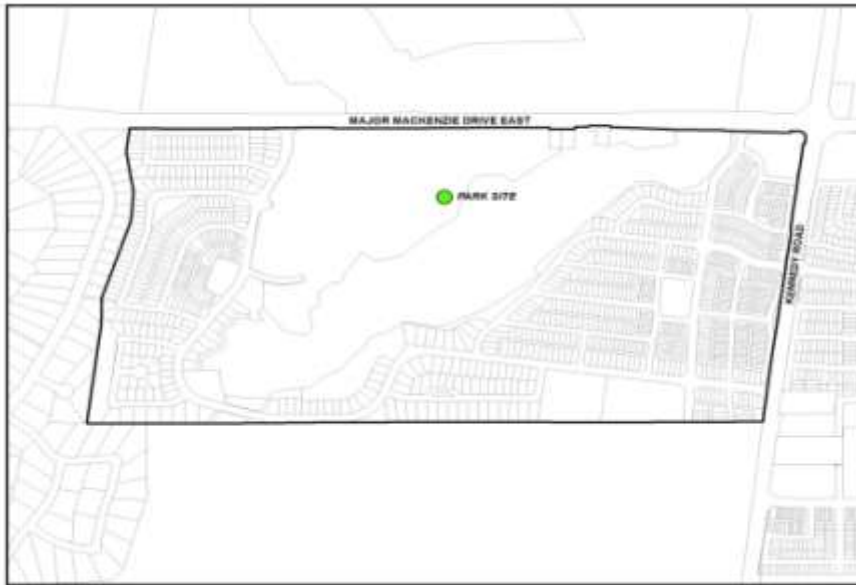 MAJOR MACKENZIE DRIVE EAST
PARK SITE
KENNEDY ROAD